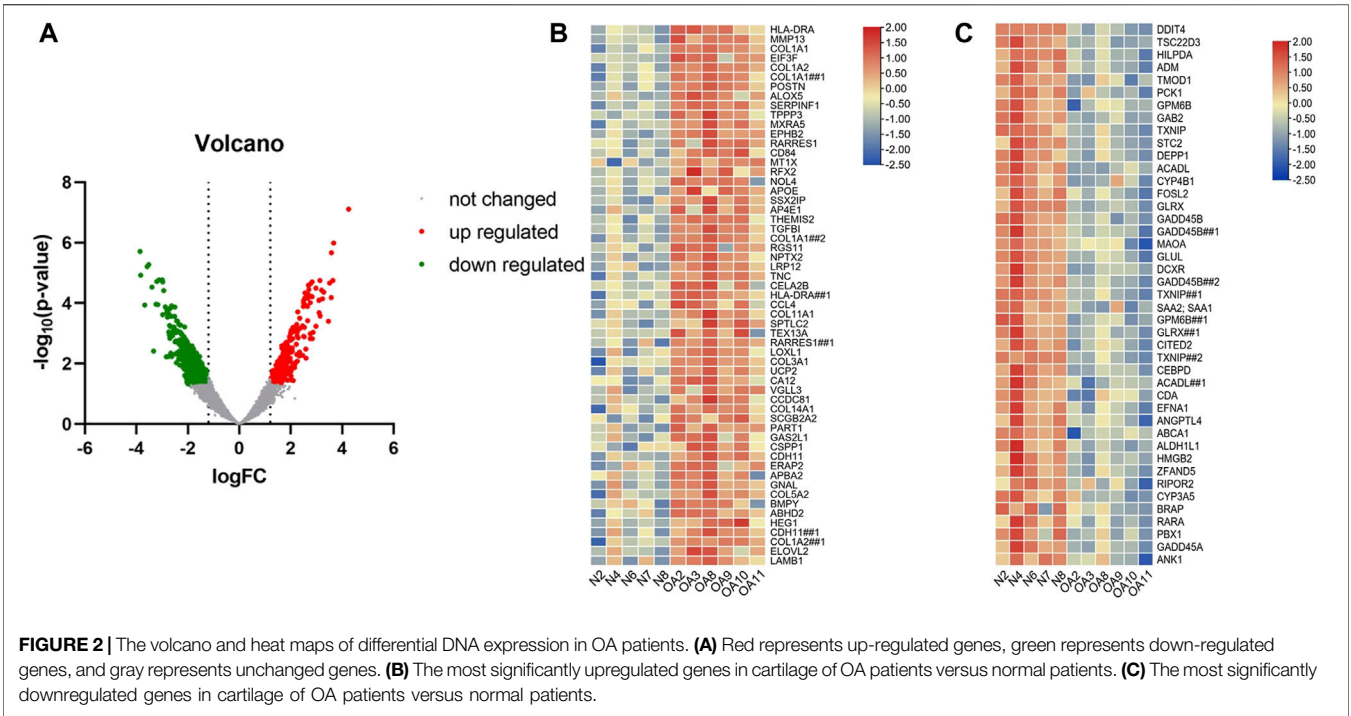 A
Volcano
-log10(p-value)
8
6
4
2
0
-6
-4
-2
0
2
4
6
logFC
not changed
up regulated
down regulated
B
HLA-DRA
MMP13
COL1A1
EIF3F
COL1A2
COL1A1##1
POSTN
ALOX5
SERPINF1
TPPP3
MXRA5
EPHB2
RARRES1
CD84
MT1X
RFX2
NOL4
APOE
SSX2IP
AP4E1
THEMIS2
TGFBI
COL1A1##2
RGS11
NPTX2
LRP12
TNC
CELA2B
HLA-DRA##1
CCL4
COL11A1
SPTLC2
TEX13A
RARRES1##1
LOXL1
COL3A1
UCP2
CA12
VGLL3
CCDC81
COL14A1
SCGB2A2
PART1
GAS2L1
CSPP1
CDH11
ERAP2
APBA2
GNAL
COL5A2
BMPY
ABHD2
HEG1
CDH11##1
COL1A2##1
ELOVL2
LAMB1
N2
N4
N6
N7
N8
OA2
OA3
OA8
OA9
OA10
OA11
2.00
1.50
1.00
0.50
0.00
-0.50
-1.00
-1.50
-2.00
-2.50
C
DDIT4
TSC22D3
HILPDA
ADM
TMOD1
PCK1
GPM6B
GAB2
TXNIP
STC2
DEPP1
ACADL
CYP4B1
FOSL2
GLRX
GADD45B
GADD45B##1
MAOA
GLUL
DCXR
GADD45B##2
TXNIP##1
SAA2; SAA1
GPM6B##1
GLRX##1
CITED2
TXNIP##2
CEBPD
ACADL##1
CDA
EFNA1
ANGPTL4
ABCA1
ALDH1L1
HMGB2
ZFAND5
RIPOR2
CYP3A5
BRAP
RARA
PBX1
GADD45A
ANK1
N2
N4
N6
N7
N8
OA2
OA3
OA8
OA9
OA10
OA11
2.00
1.50
1.00
0.50
0.00
-0.50
-1.00
-1.50
-2.00
-2.50
FIGURE 2 | The volcano and heat maps of differential DNA expression in OA patients. (A) Red represents up-regulated genes, green represents down-regulated
genes, and gray represents unchanged genes. (B) The most significantly upregulated genes in cartilage of OA patients versus normal patients. (C) The most significantly
downregulated genes in cartilage of OA patients versus normal patients.